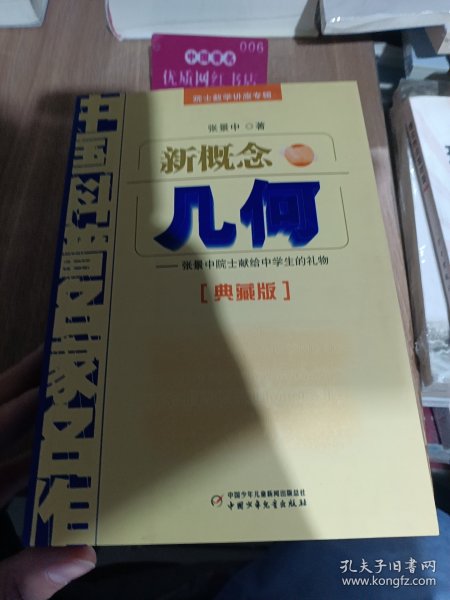 中国著名
006
优质网红书店
院士数学讲座专辑
张景中 著
新概念
几何
——张景中院士献给中学生的礼物
[典藏版]
中国科普名家名作
中国少年儿童新闻出版总社
中国少年儿童出版社
孔夫子旧书网
www.kongfz.com